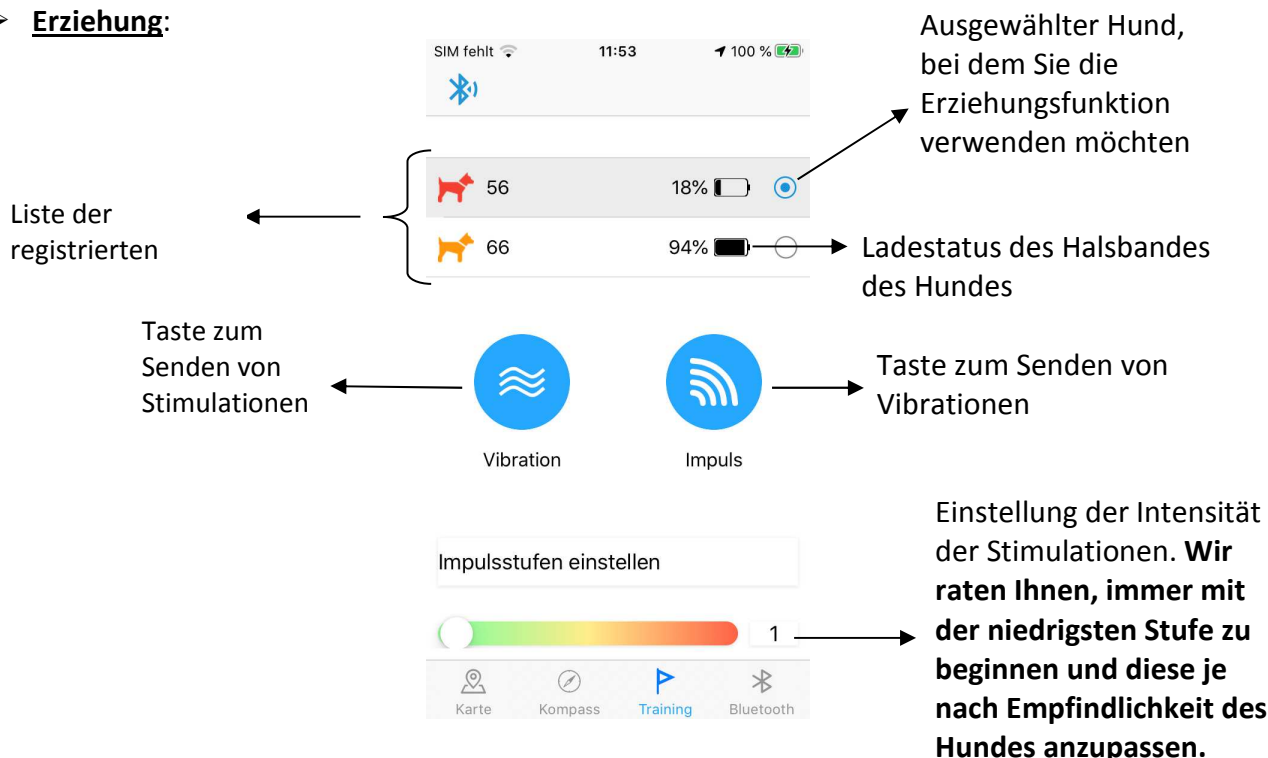 Erziehung:
Ausgewählter Hund,
bei dem Sie die
Erziehungsfunktion
verwenden möchten
SIM fehlt 11:53 100 %
56 18%
66 94%
Liste der
registrierten
Ladestatus des Halsbandes
des Hundes
Taste zum
Senden von
Stimulationen
Taste zum Senden von
Vibrationen
Vibration Impuls
Einstellung der Intensität
der Stimulationen. Wir
raten Ihnen, immer mit
der niedrigsten Stufe zu
beginnen und diese je
nach Empfindlichkeit des
Hundes anzupassen.
Impulsstufen einstellen
1
Karte Kompass Training Bluetooth